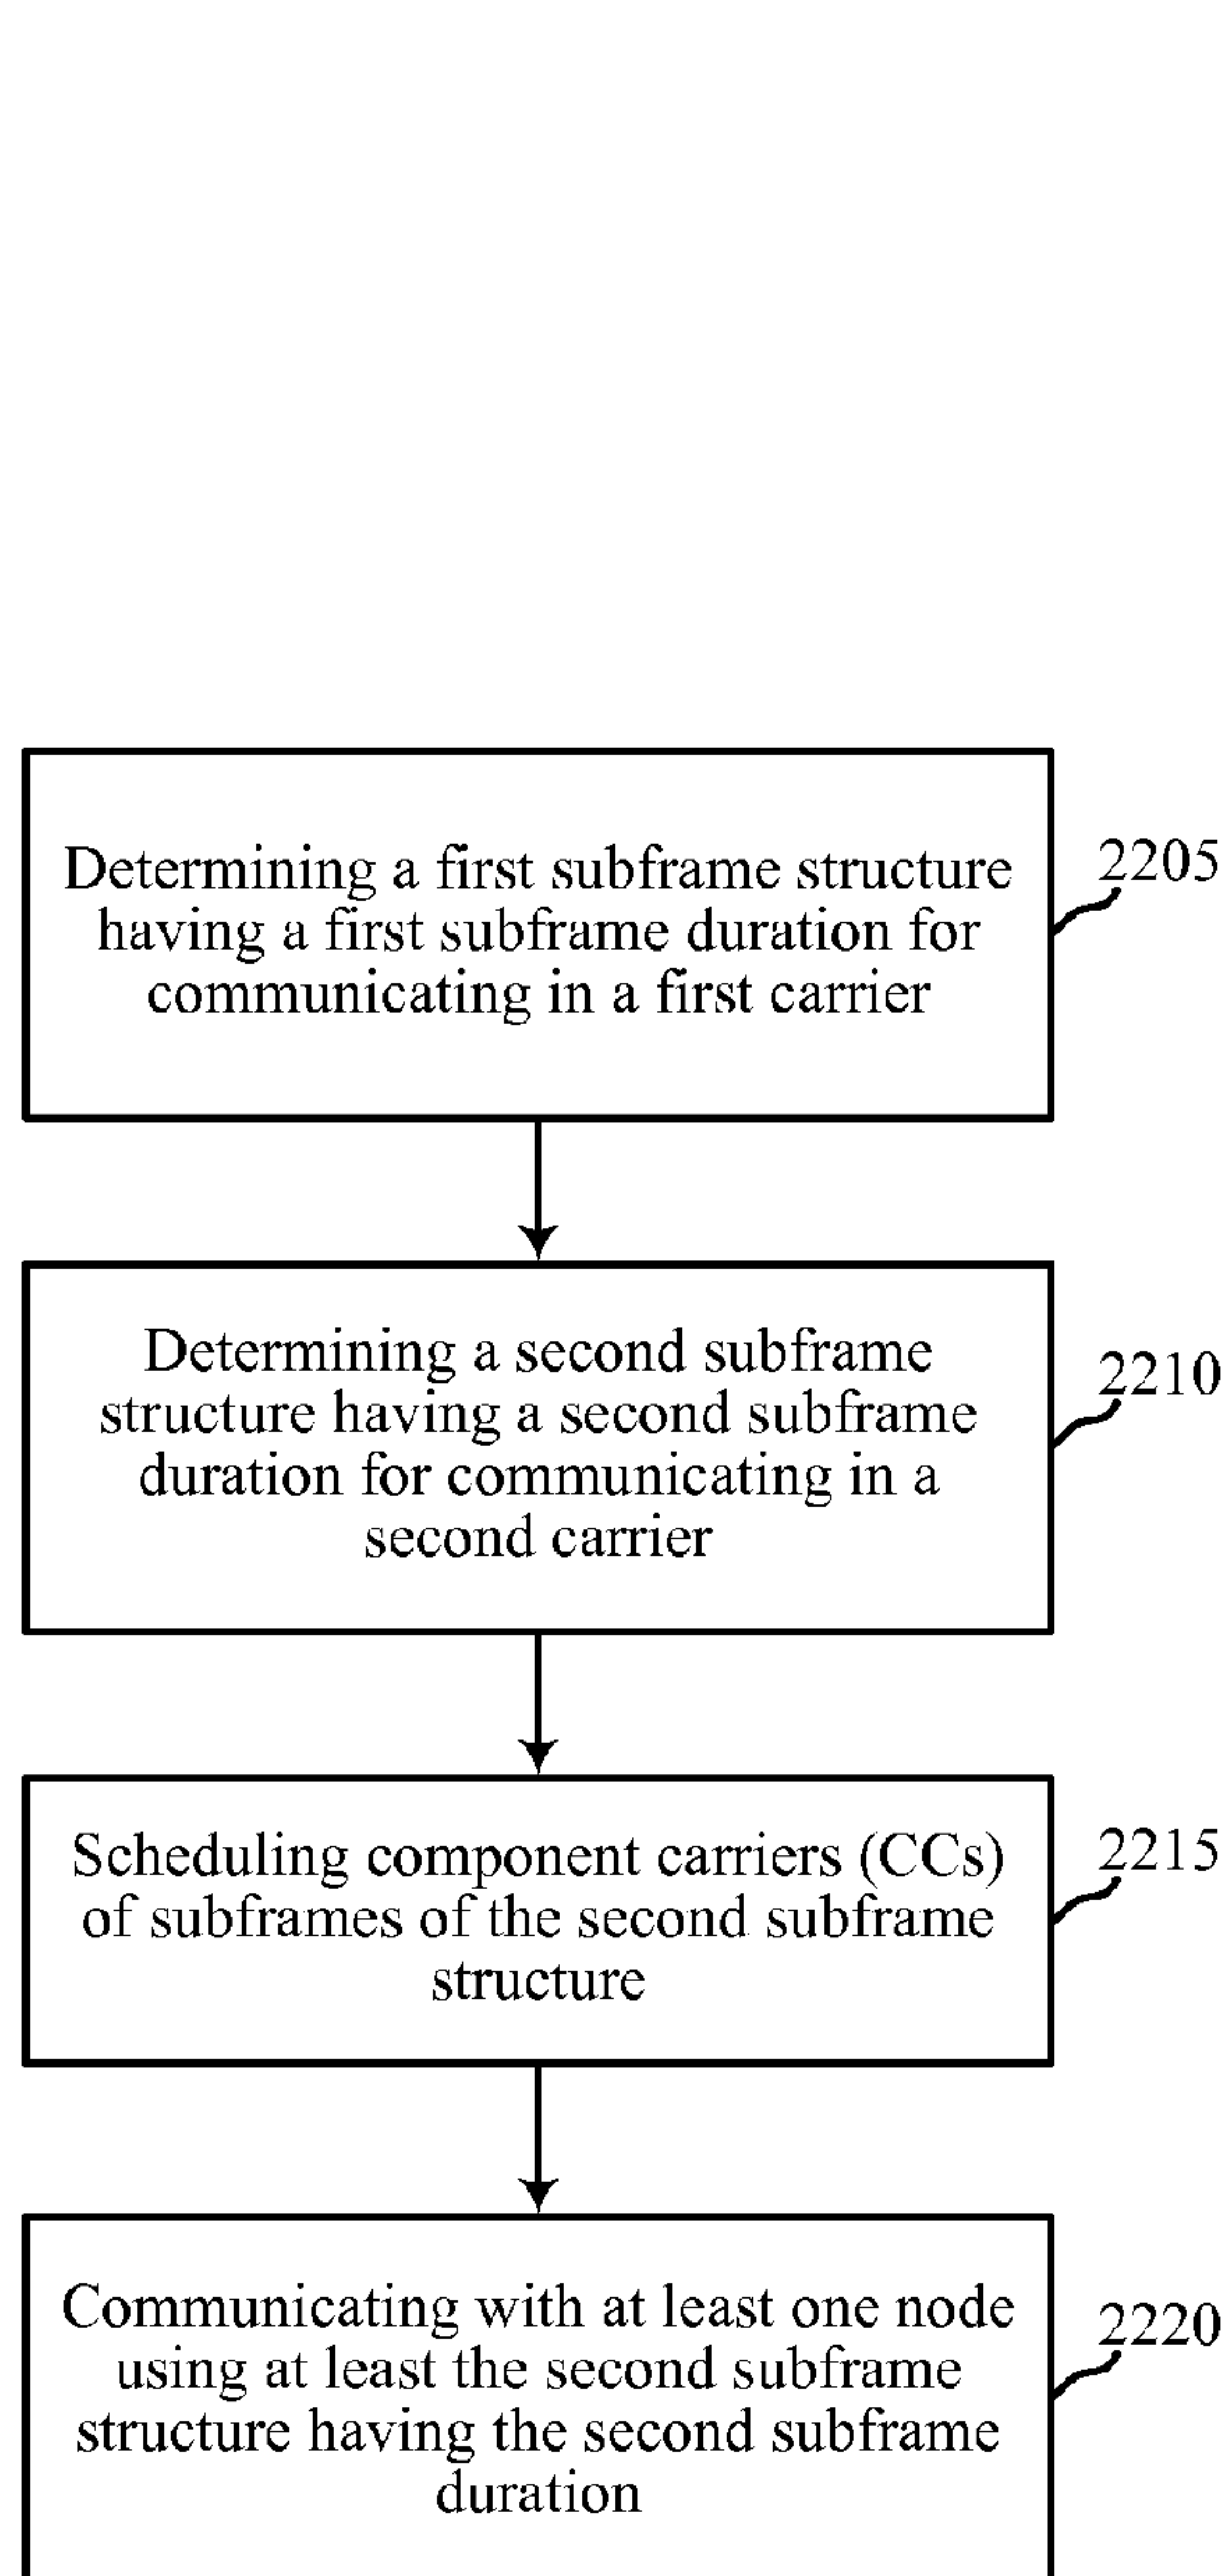 Determining a first subframe structure
having a first subframe duration for
communicating in a first carrier
2205
Determining a second subframe
structure having a second subframe
duration for communicating in a
second carrier
2210
Scheduling component carriers (CCs)
of subframes of the second subframe
structure
2215
Communicating with at least one node
using at least the second subframe
structure having the second subframe
duration
2220